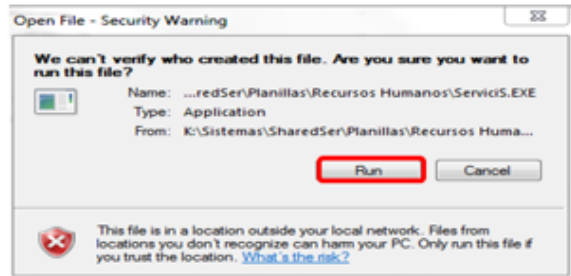 Open File - Security Warning
We can't verify who created this file. Are you sure you want to
run this file?
Name: ...redSer\Planillas\Recursos Humanos\ServiciS.EXE
Type: Application
From: K:\Sistemas\SharedSer\Planillas\Recursos Huma...
Run Cancel
This file is in a location outside your local network. Files from
locations you don't recognize can harm your PC. Only run this file if
you trust the location. What's the risk?